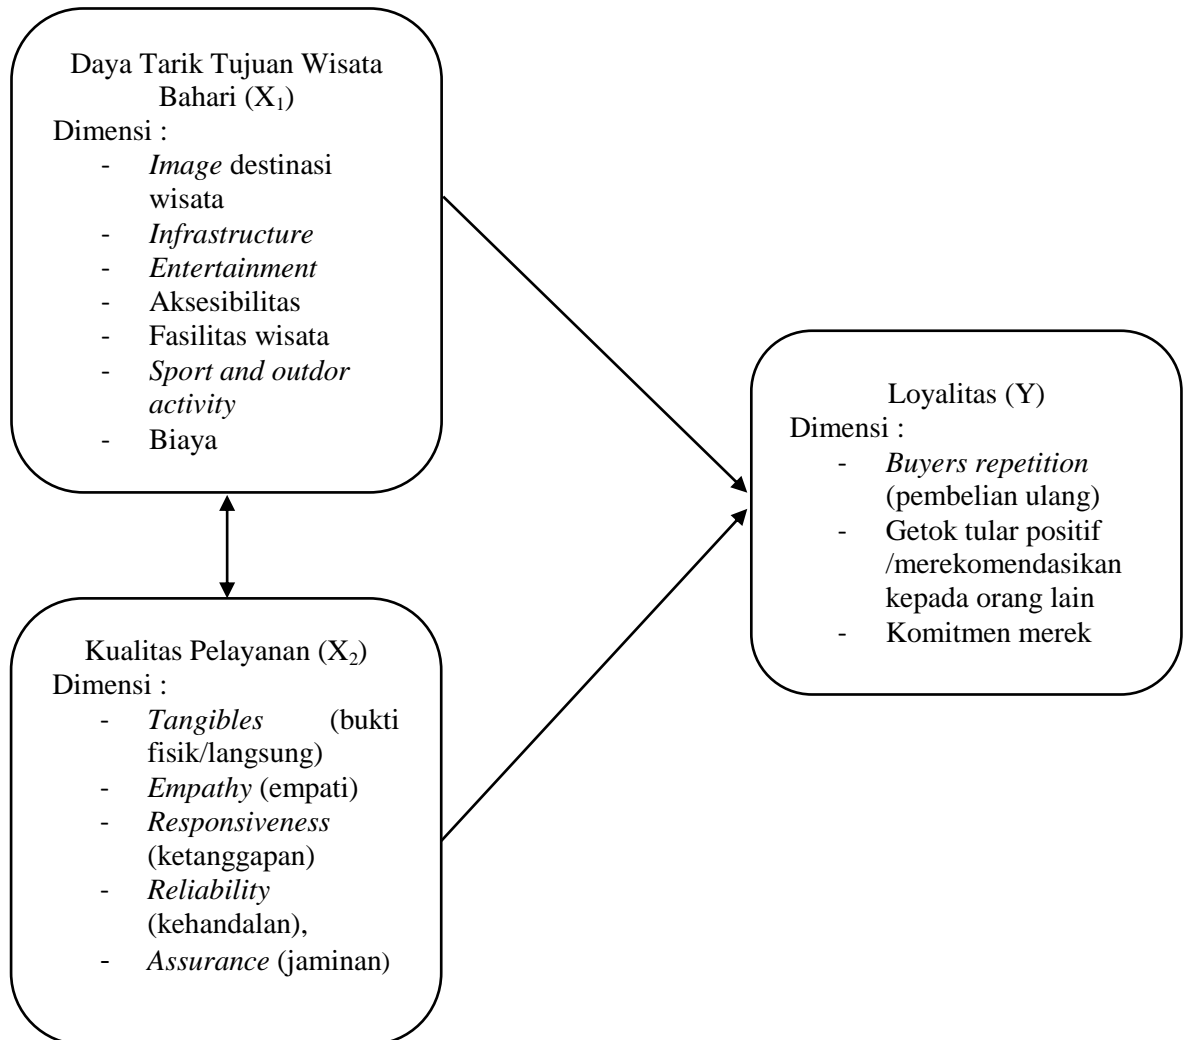 Daya Tarik Tujuan Wisata
Bahari (X₁)
Dimensi :
- Image destinasi
wisata
- Infrastructure
- Entertainment
- Aksesibilitas
- Fasilitas wisata
- Sport and outdor
activity
- Biaya
Loyalitas (Y)
Dimensi :
- Buyers repetition
(pembelian ulang)
- Getok tular positif
/merekomendasikan
kepada orang lain
- Komitmen merek
Kualitas Pelayanan (X₂)
Dimensi :
- Tangibles (bukti
fisik/langsung)
- Empathy (empati)
- Responsiveness
(ketanggapan)
- Reliability
(kehandalan),
- Assurance (jaminan)